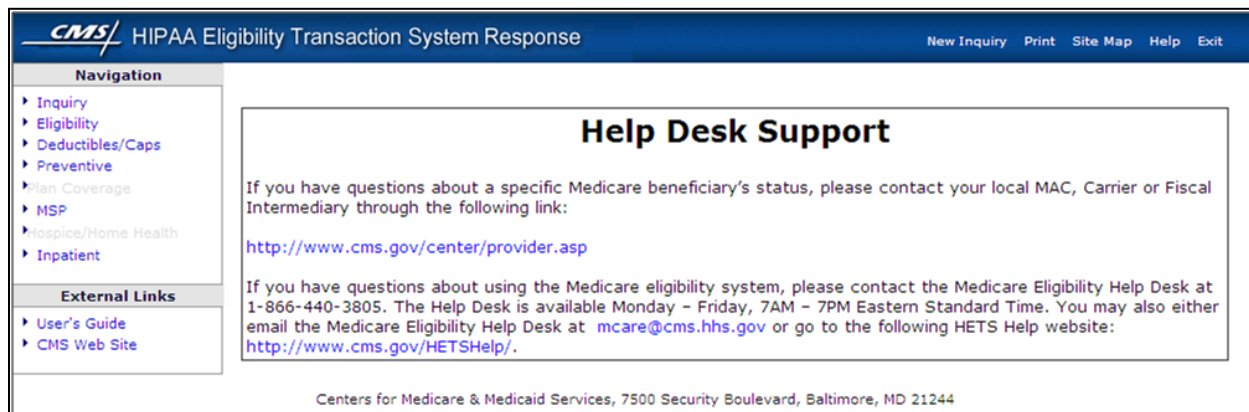 CMS/ HIPAA Eligibility Transaction System Response
New Inquiry Print Site Map Help Exit
Navigation
Inquiry
Eligibility
Deductibles/Caps
Preventive
Plan Coverage
MSP
Hospice/Home Health
Inpatient
External Links
User's Guide
CMS Web Site
Help Desk Support
If you have questions about a specific Medicare beneficiary's status, please contact your local MAC, Carrier or Fiscal
Intermediary through the following link:
http://www.cms.gov/center/provider.asp
If you have questions about using the Medicare eligibility system, please contact the Medicare Eligibility Help Desk at
1-866-440-3805. The Help Desk is available Monday – Friday, 7AM – 7PM Eastern Standard Time. You may also either
email the Medicare Eligibility Help Desk at mcare@cms.hhs.gov or go to the following HETS Help website:
http://www.cms.gov/HETSHelp/.
Centers for Medicare & Medicaid Services, 7500 Security Boulevard, Baltimore, MD 21244